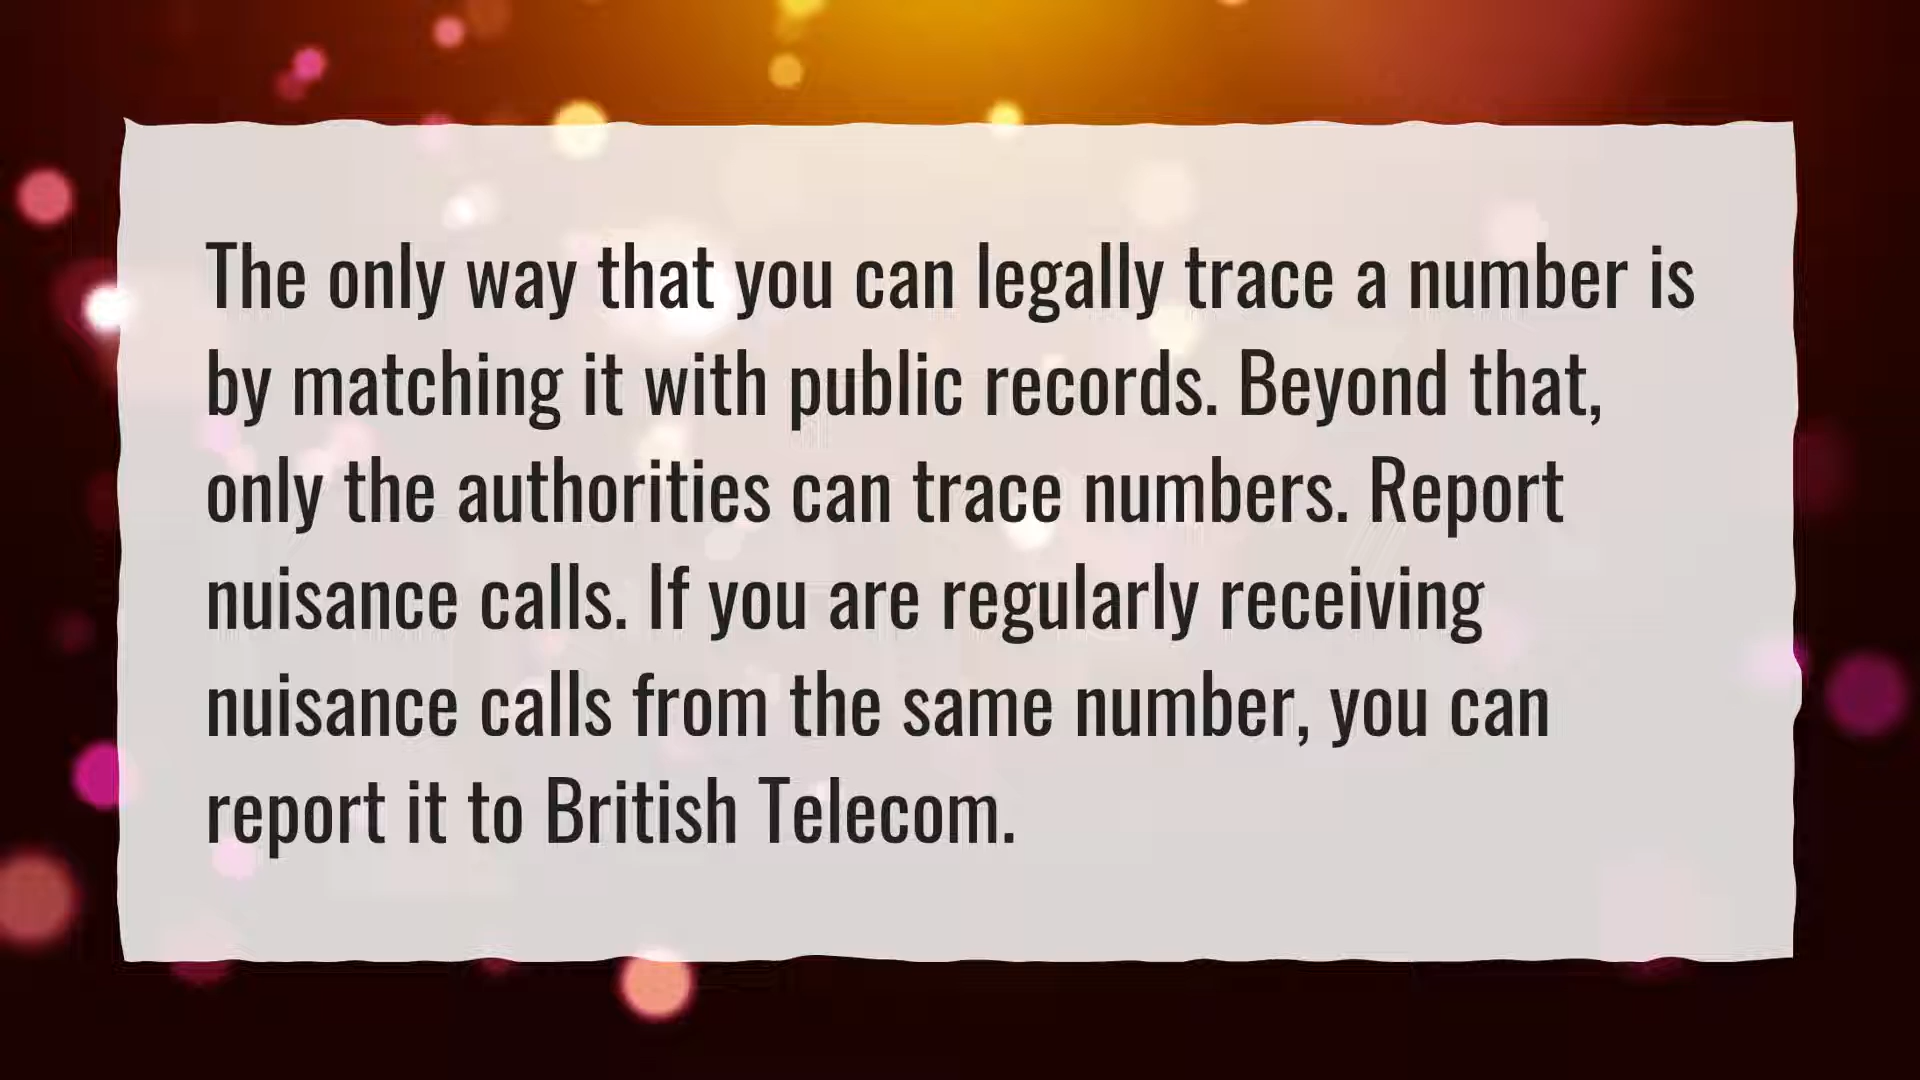 The only way that you can legally trace a number is
by matching it with public records. Beyond that,
only the authorities can trace numbers. Report
nuisance calls. If you are regularly receiving
nuisance calls from the same number, you can
report it to British Telecom.